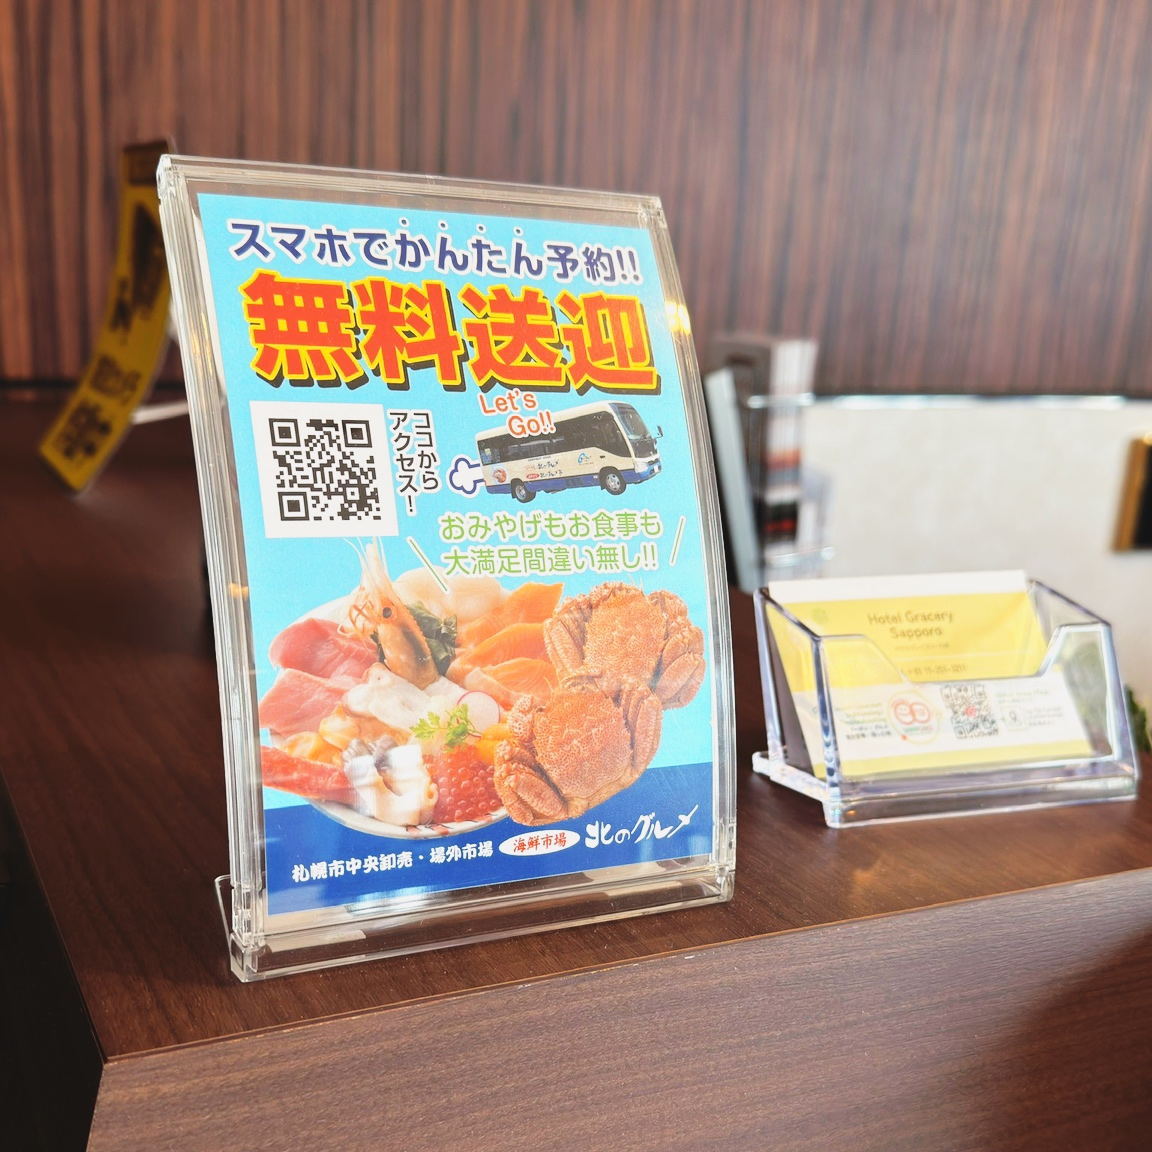 スマホでかんたん予約!!
無料送迎
Let's
Go!!
ココから
アクセス!
おみやげもお食事も
大満足間違い無し!!
札幌市中央卸売・場外市場 海鮮市場 北のグルメ
Hotel Gracery
Sapporo